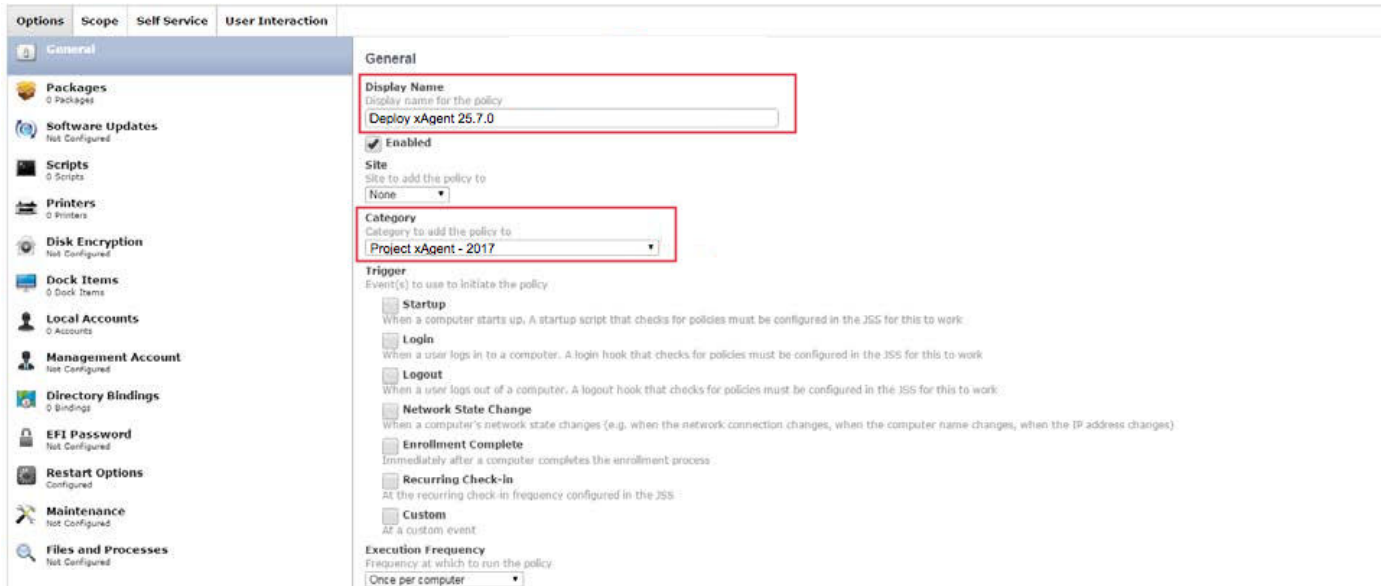 Options Scope Self Service User Interaction
General
Packages
0 Packages
Software Updates
Not Configured
Scripts
0 Scripts
Printers
0 Printers
Disk Encryption
Not Configured
Dock Items
0 Dock Items
Local Accounts
0 Accounts
Management Account
Not Configured
Directory Bindings
0 Bindings
EFI Password
Not Configured
Restart Options
Configured
Maintenance
Not Configured
Files and Processes
Not Configured
General
Display Name
Display name for the policy
Deploy xAgent 25.7.0
Enabled
Site
Site to add the policy to
None
Category
Category to add the policy to
Project xAgent - 2017
Trigger
Event(s) to use to initiate the policy
Startup
When a computer starts up. A startup script that checks for policies must be configured in the JSS for this to work
Login
When a user logs in to a computer. A login hook that checks for policies must be configured in the JSS for this to work
Logout
When a user logs out of a computer. A logout hook that checks for policies must be configured in the JSS for this to work
Network State Change
When a computer's network state changes (e.g. when the network connection changes, when the computer name changes, when the IP address changes)
Enrollment Complete
Immediately after a computer completes the enrollment process
Recurring Check-in
At the recurring check-in frequency configured in the JSS
Custom
At a custom event
Execution Frequency
Frequency at which to run the policy
Once per computer